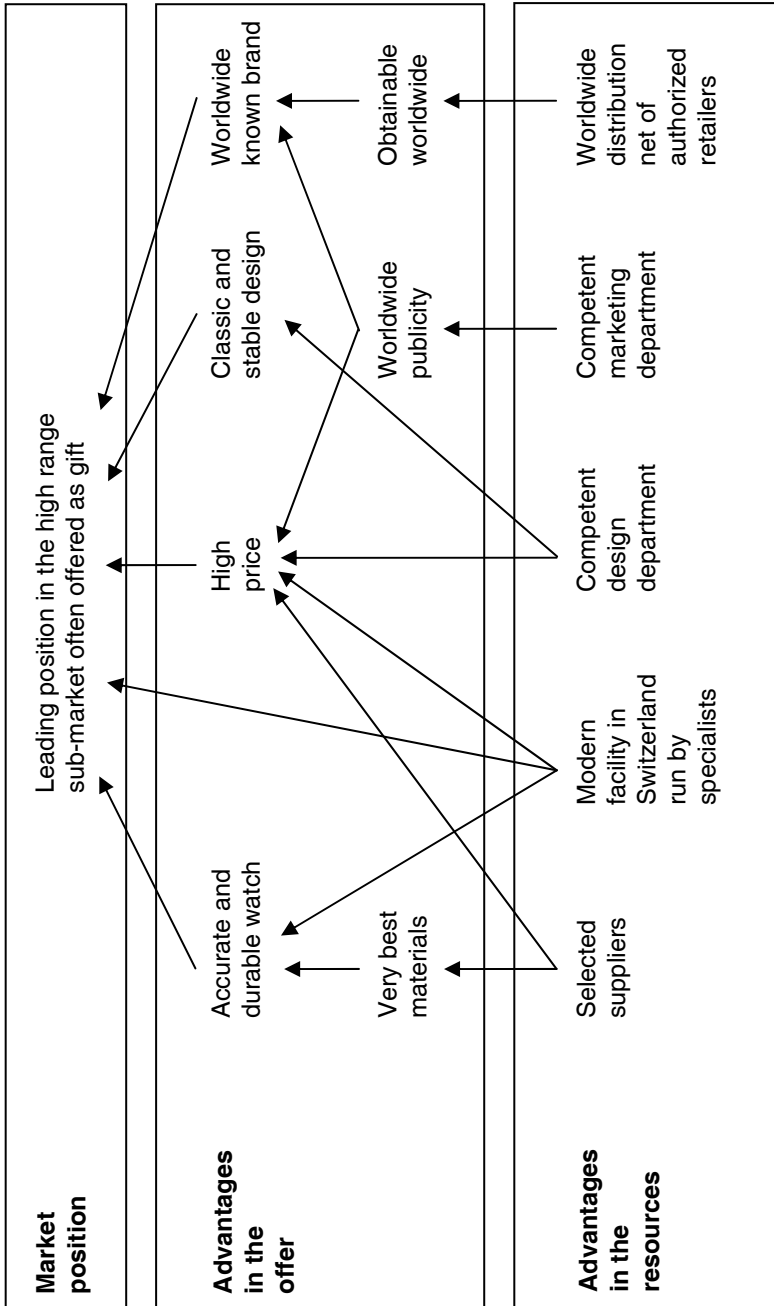 Market
position
Leading position in the high range
sub-market often offered as gift
Advantages
in the
offer
Accurate and
durable watch
High
price
Classic and
stable design
Worldwide
known brand
Very best
materials
Worldwide
publicity
Obtainable
worldwide
Advantages
in the
resources
Selected
suppliers
Modern
facility in
Switzerland
run by
specialists
Competent
design
department
Competent
marketing
department
Worldwide
distribution
net of
authorized
retailers